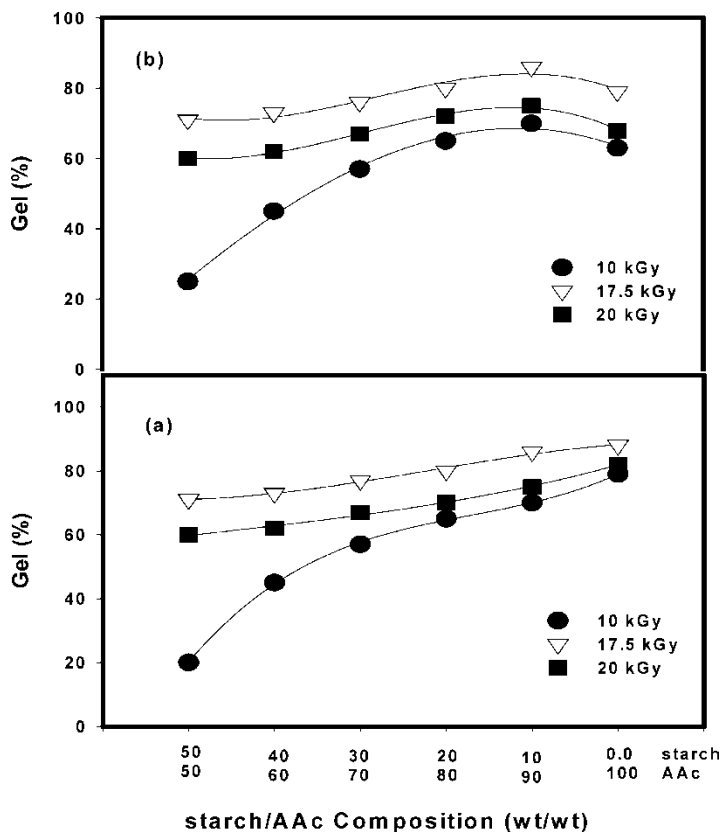 100
(b)
80
60
Gel (%)
40
10 kGy
17.5 kGy
20
20 kGy
0
100
(a)
80
60
Gel (%)
40
10 kGy
17.5 kGy
20
20 kGy
0
50 40 30 20 10 0.0 starch
50 60 70 80 90 100 AAc
starch/AAc Composition (wt/wt)